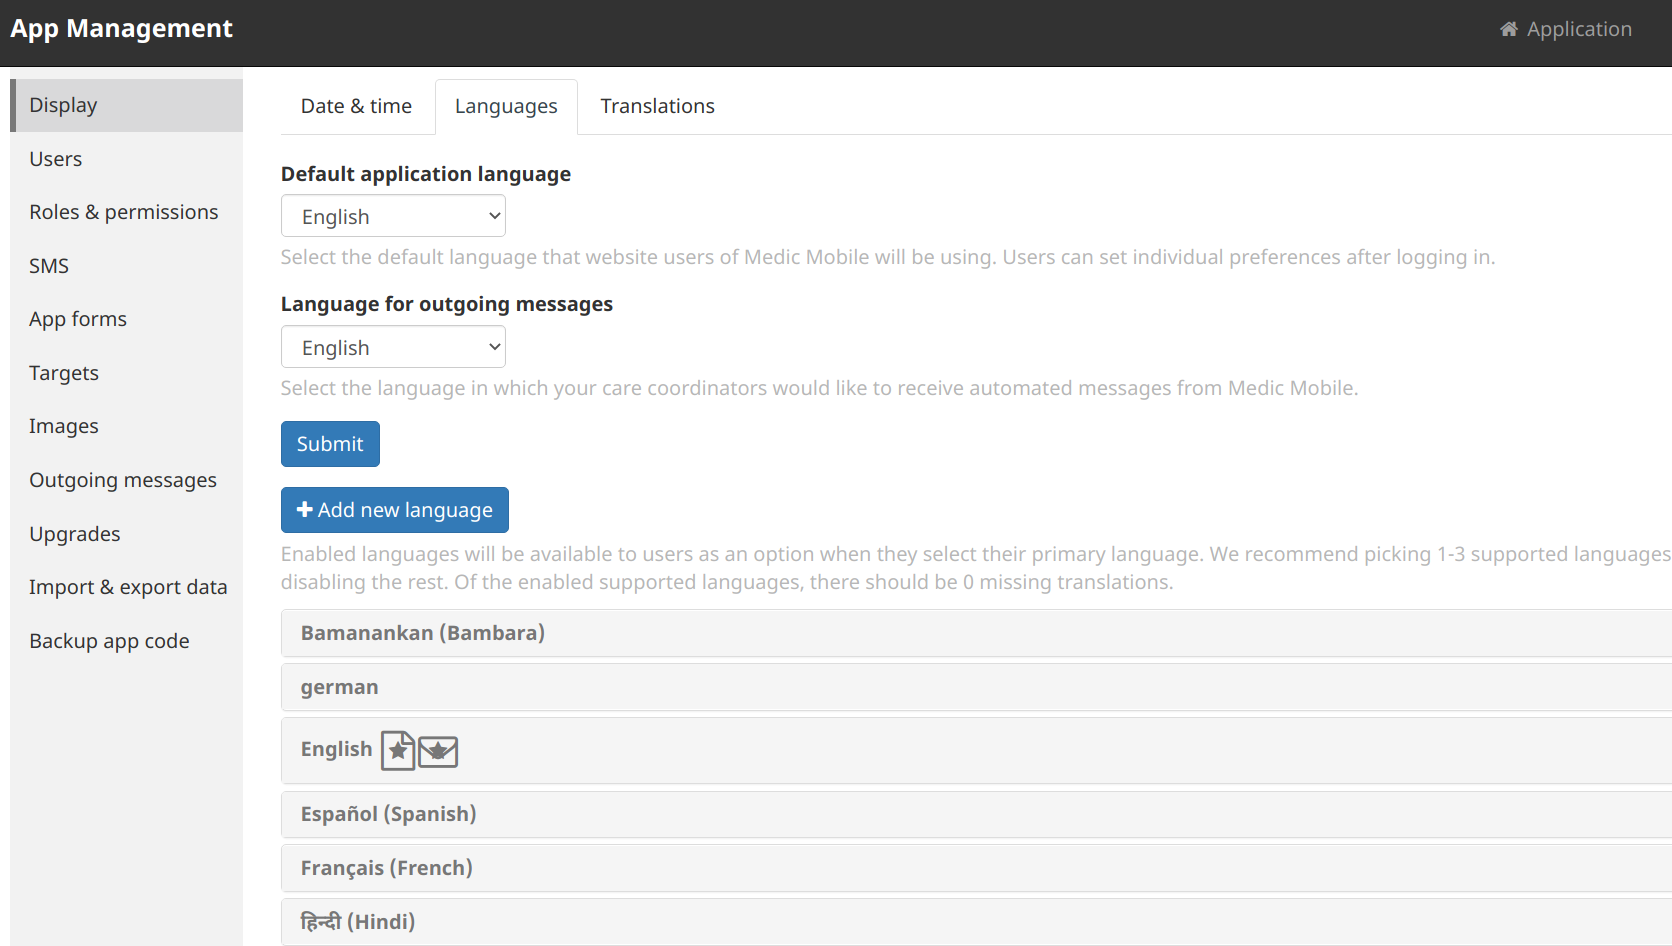 App Management
Application
Display
Users
Roles & permissions
SMS
App forms
Targets
Images
Outgoing messages
Upgrades
Import & export data
Backup app code
Date & time
Languages
Translations
Default application language
English
Select the default language that website users of Medic Mobile will be using. Users can set individual preferences after logging in.
Language for outgoing messages
English
Select the language in which your care coordinators would like to receive automated messages from Medic Mobile.
Submit
Add new language
Enabled languages will be available to users as an option when they select their primary language. We recommend picking 1-3 supported languages
disabling the rest. Of the enabled supported languages, there should be 0 missing translations.
Bamanankan (Bambara)
german
English
Español (Spanish)
Français (French)
हिन्दी (Hindi)